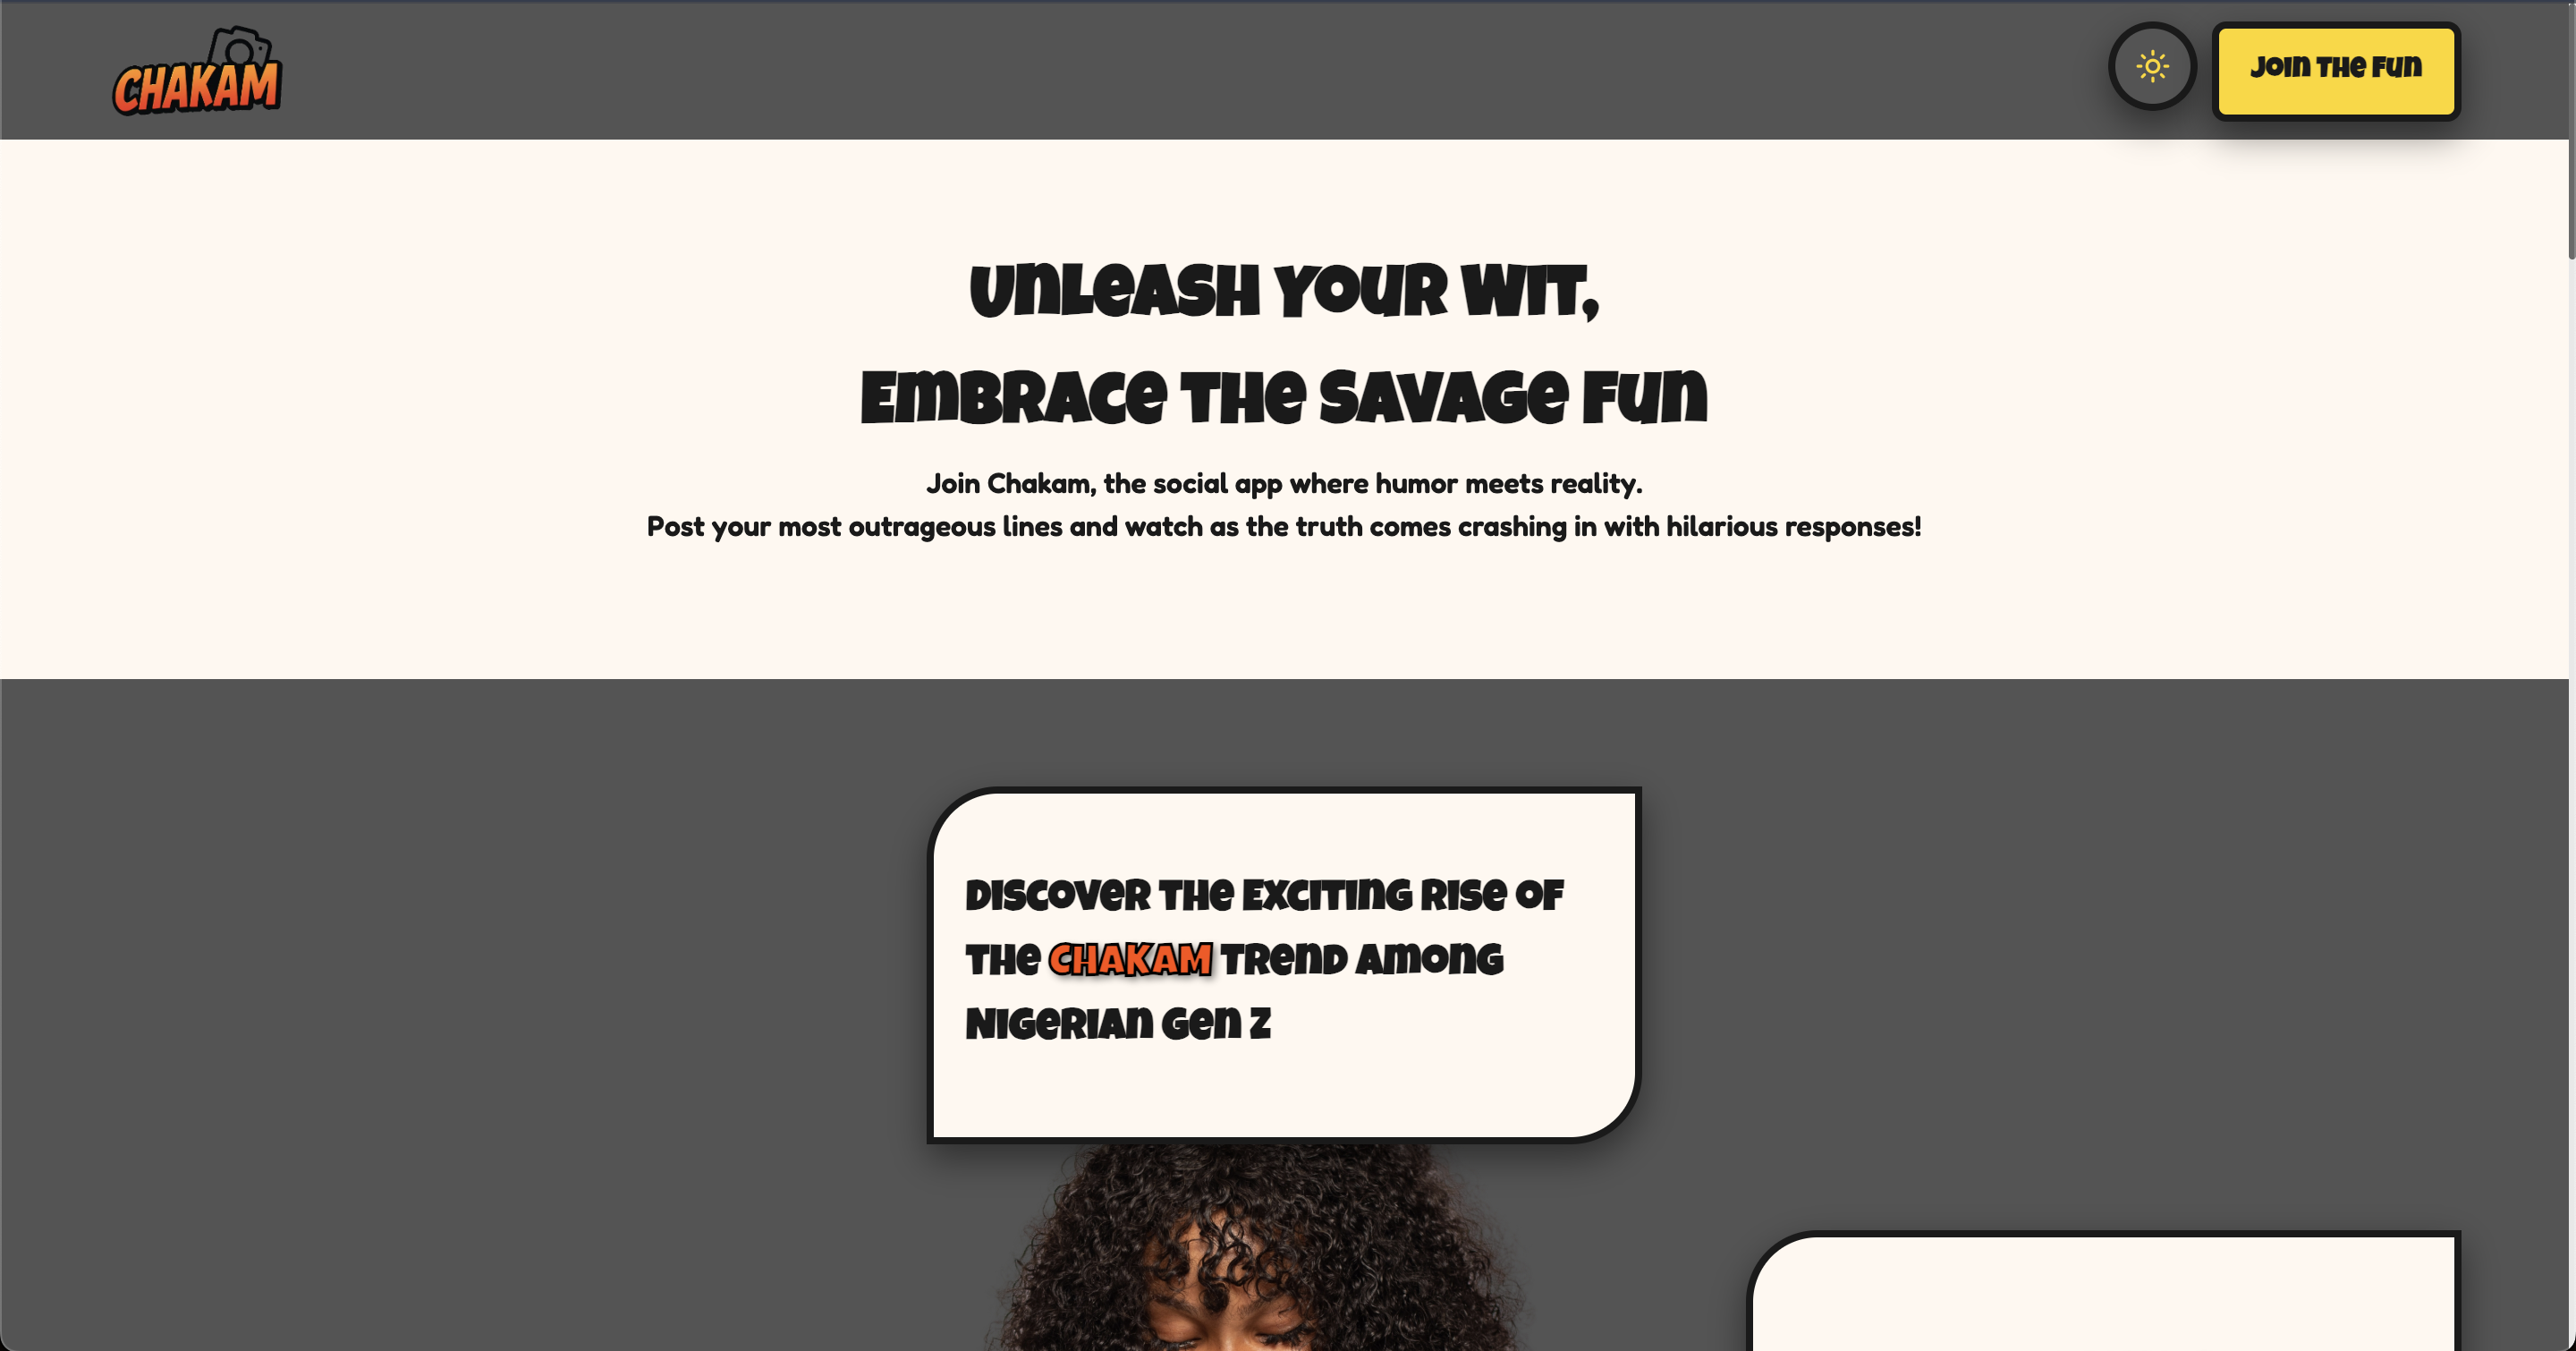 CHAKAM
Join The Fun
Unleash Your Wit,
Embrace the Savage Fun
Join Chakam, the social app where humor meets reality.
Post your most outrageous lines and watch as the truth comes crashing in with hilarious responses!
Discover the Exciting Rise of
the CHAKAM Trend Among
Nigerian Gen Z